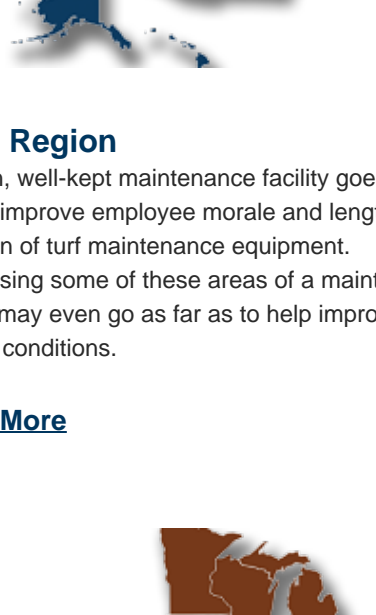 Region
, well-kept maintenance facility goe
improve employee morale and lengt
n of turf maintenance equipment.
sing some of these areas of a maint
may even go as far as to help impro
conditions.
More